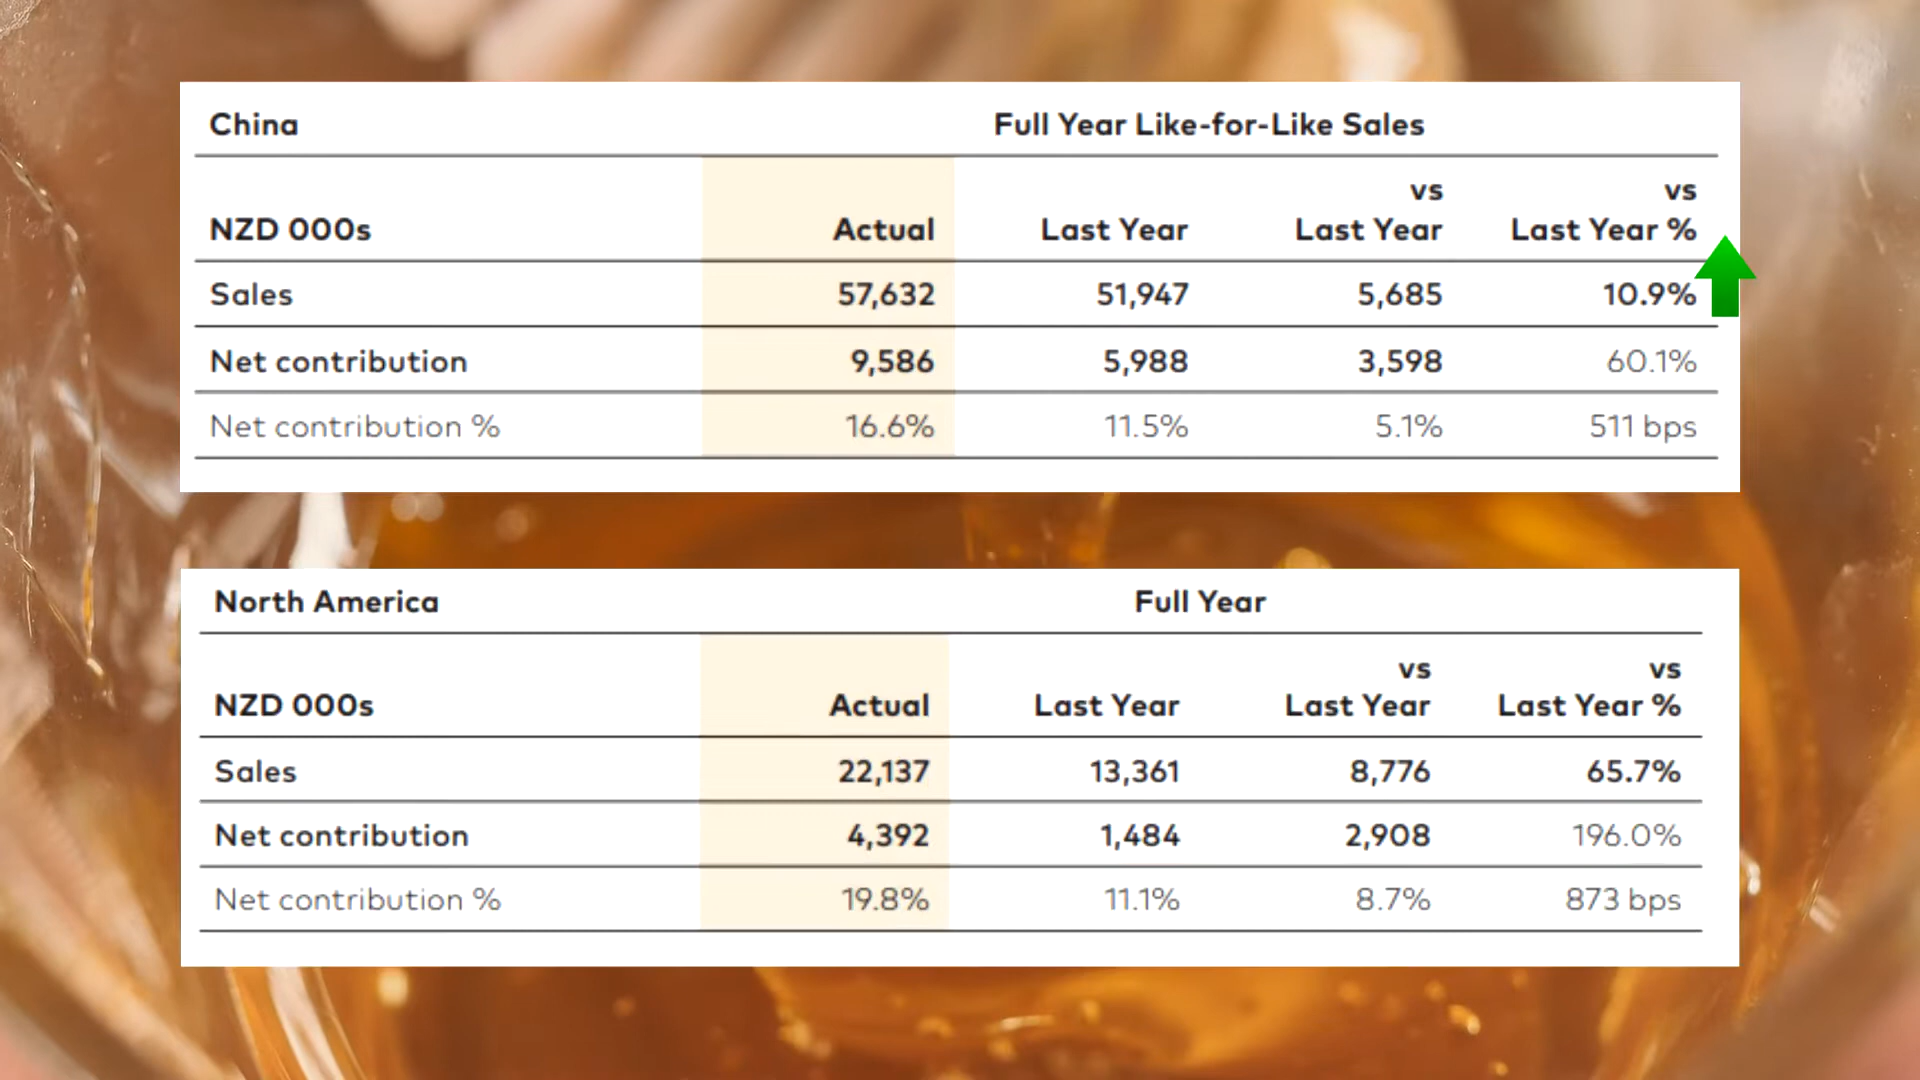 China Full Year Like-for-Like Sales
vs vs
NZD 000s Actual Last Year Last Year Last Year %
Sales 57,632 51,947 5,685 10.9%
Net contribution 9,586 5,988 3,598 60.1%
Net contribution % 16.6% 11.5% 5.1% 511 bps
North America Full Year
vs vs
NZD 000s Actual Last Year Last Year Last Year %
Sales 22,137 13,361 8,776 65.7%
Net contribution 4,392 1,484 2,908 196.0%
Net contribution % 19.8% 11.1% 8.7% 873 bps